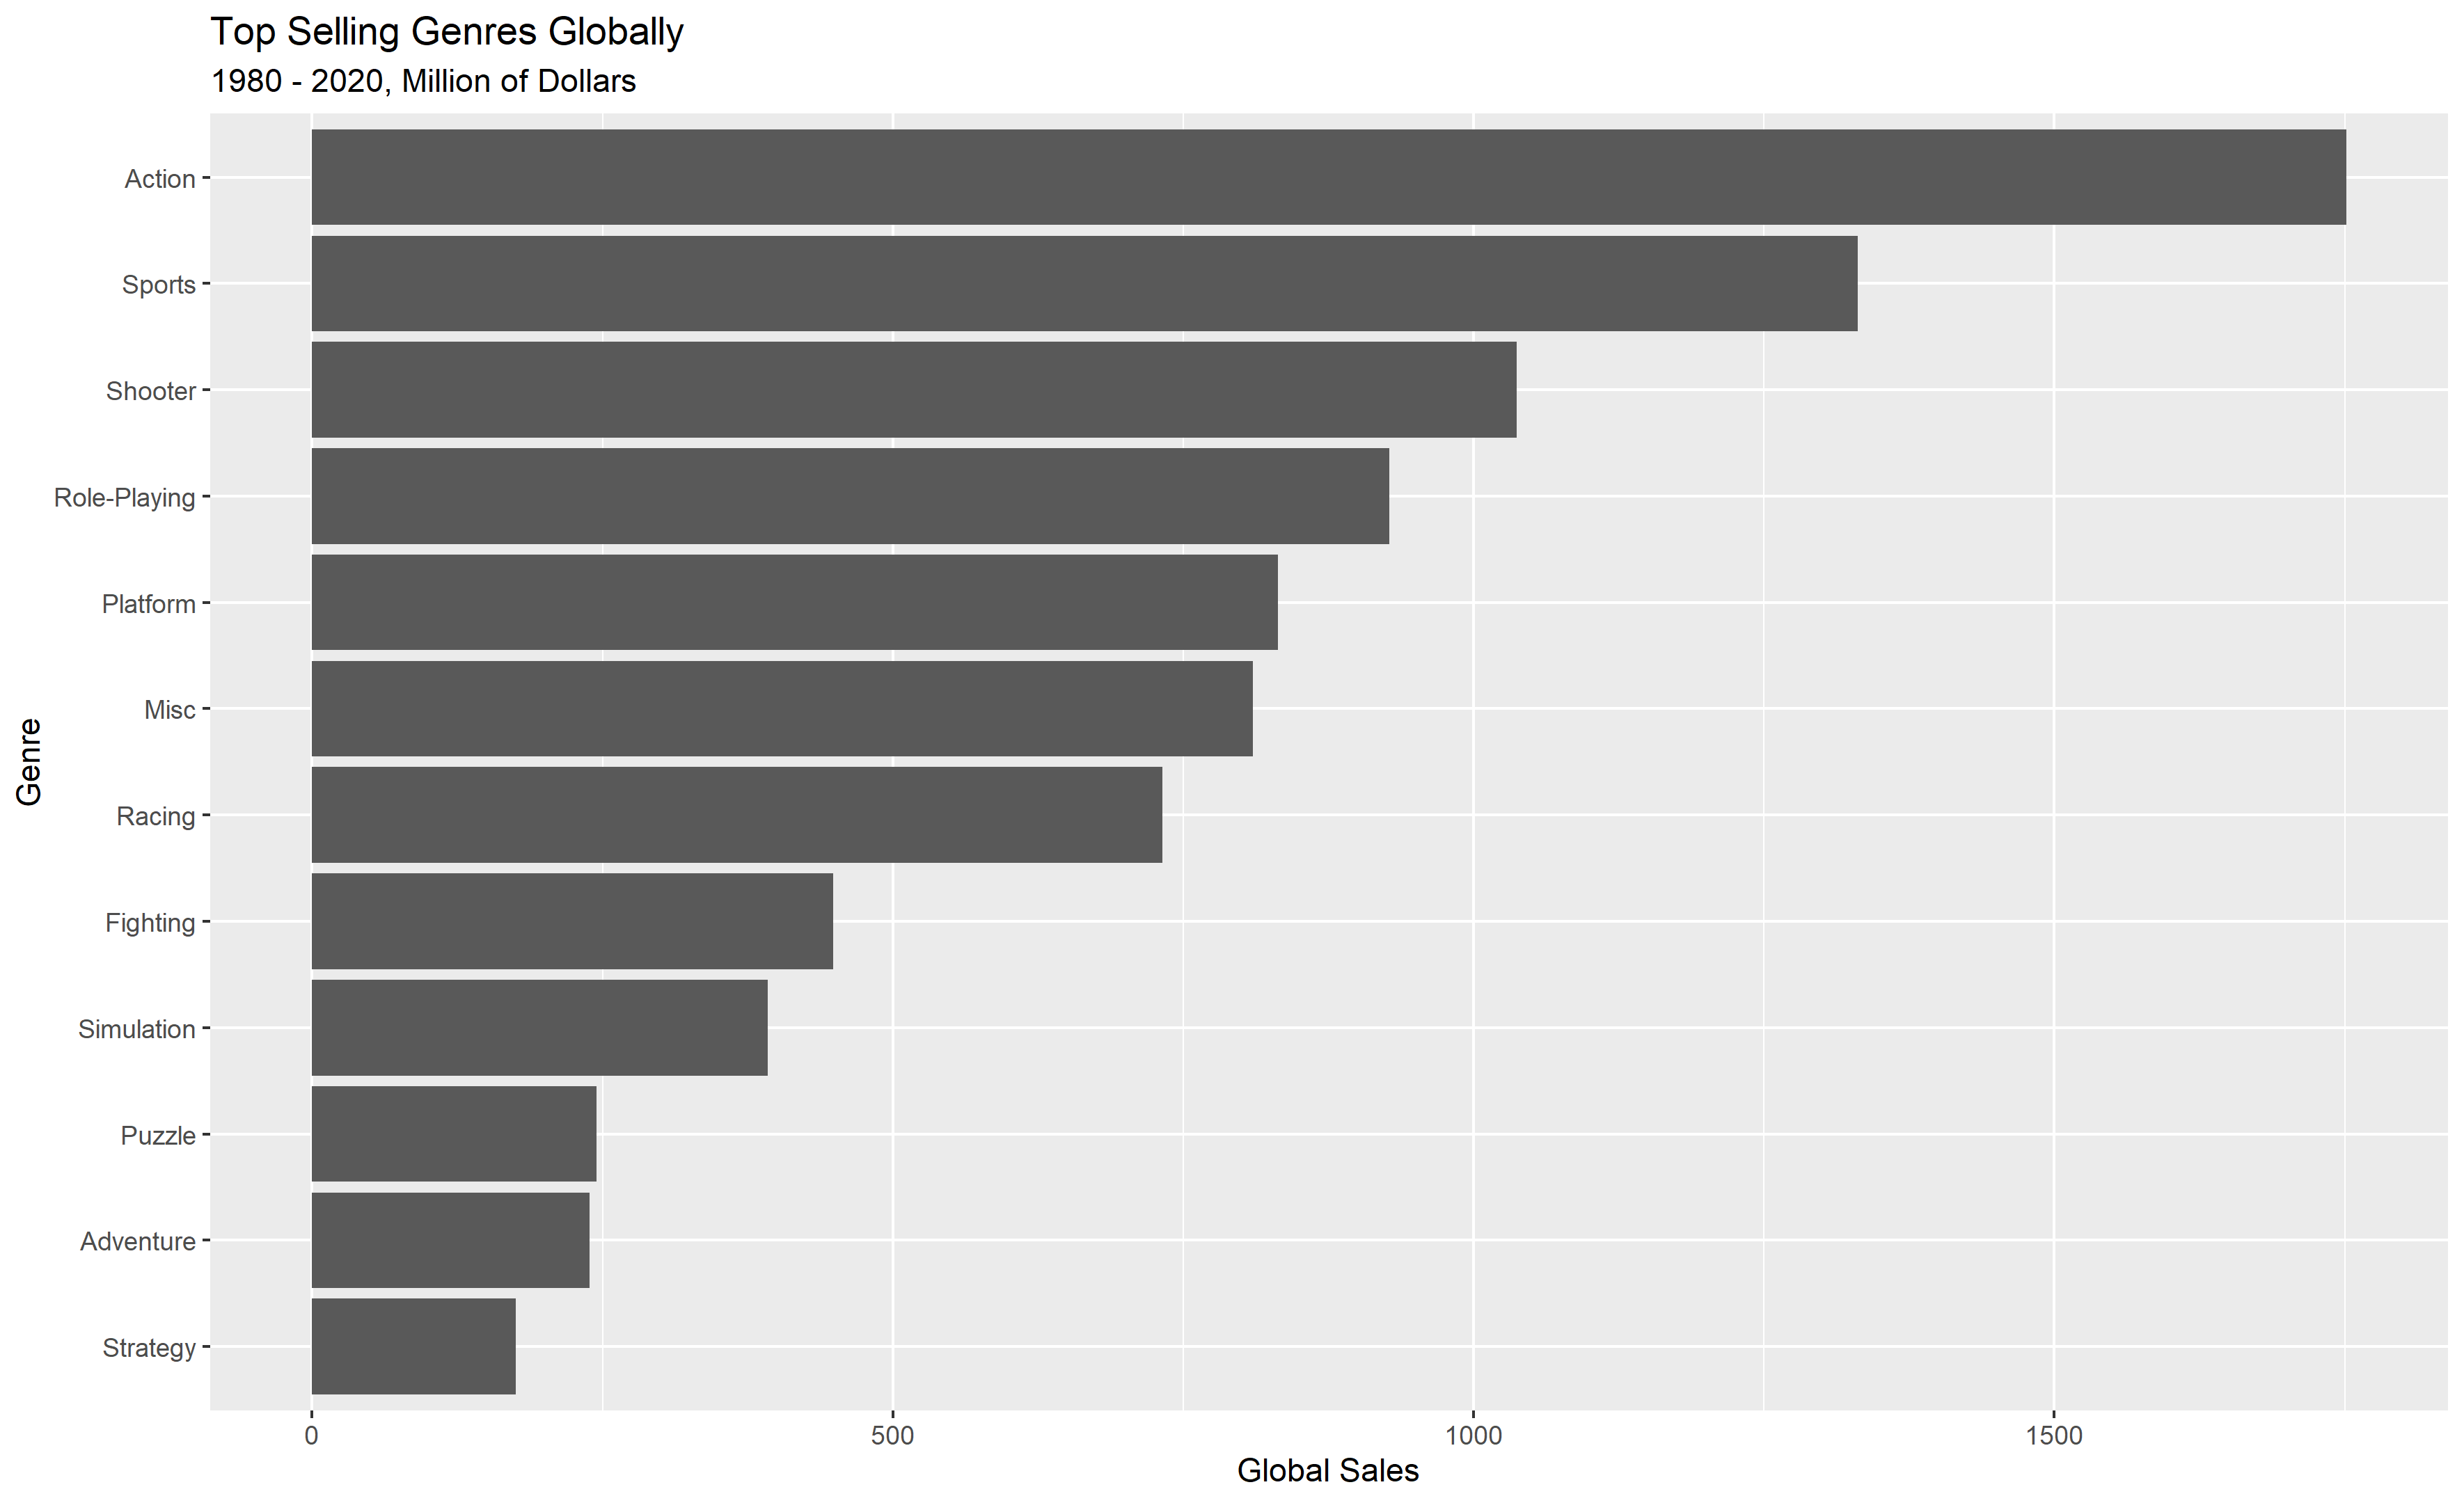 Top Selling Genres Globally
1980 - 2020, Million of Dollars
Genre
Action
Sports
Shooter
Role-Playing
Platform
Misc
Racing
Fighting
Simulation
Puzzle
Adventure
Strategy
0 500 1000 1500
Global Sales